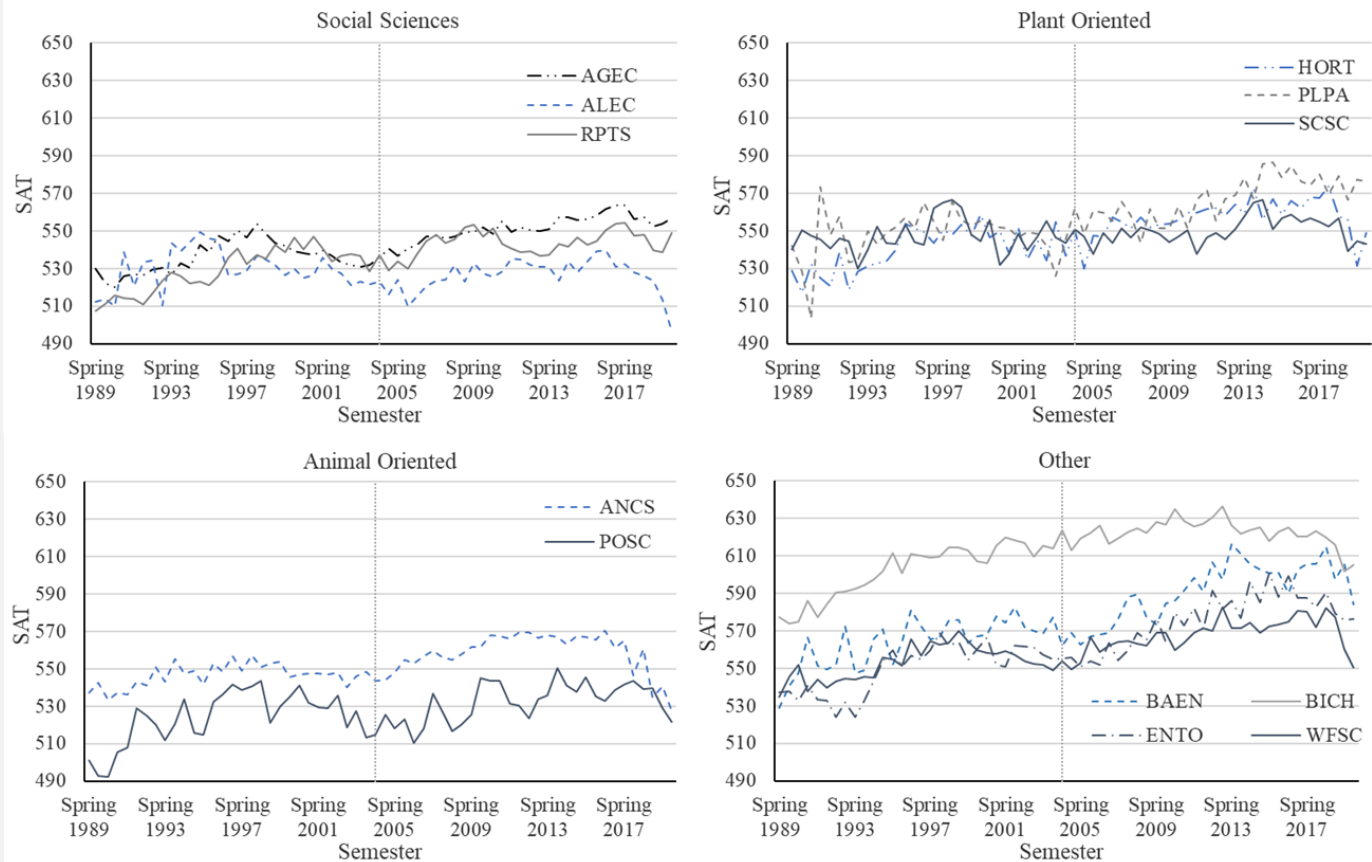 Social Sciences
650
630
610
590
570
550
530
510
490
SAT
AGEC
ALEC
RPTS
Spring 1989
Spring 1993
Spring 1997
Spring 2001
Spring 2005
Spring 2009
Spring 2013
Spring 2017
Semester
Plant Oriented
650
630
610
590
570
550
530
510
490
SAT
HORT
PLPA
SCSC
Spring 1989
Spring 1993
Spring 1997
Spring 2001
Spring 2005
Spring 2009
Spring 2013
Spring 2017
Semester
Animal Oriented
650
630
610
590
570
550
530
510
490
SAT
ANCS
POSC
Spring 1989
Spring 1993
Spring 1997
Spring 2001
Spring 2005
Spring 2009
Spring 2013
Spring 2017
Semester
Other
650
630
610
590
570
550
530
510
490
SAT
BAEN BICH
ENTO WFSC
Spring 1989
Spring 1993
Spring 1997
Spring 2001
Spring 2005
Spring 2009
Spring 2013
Spring 2017
Semester